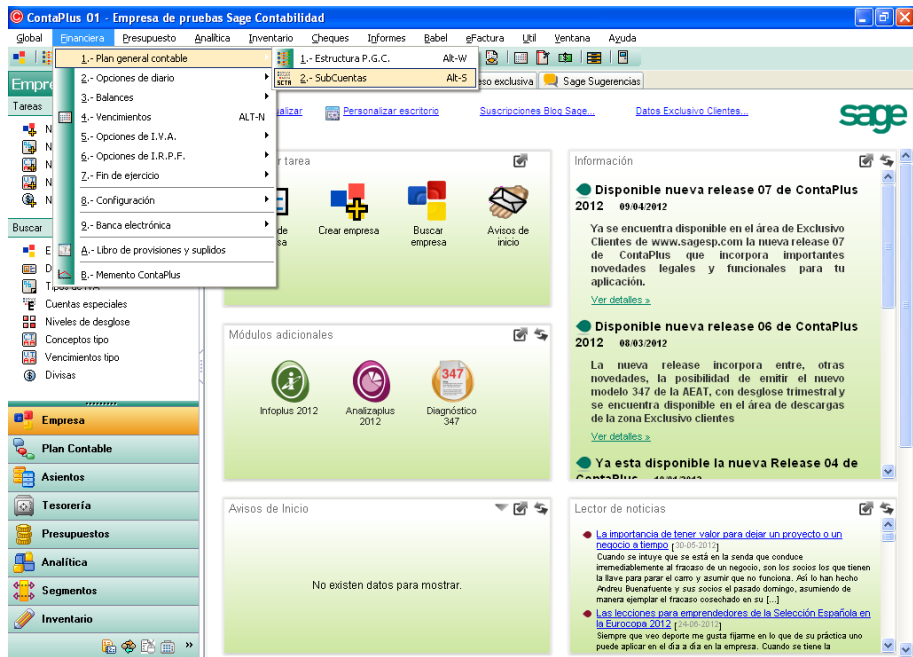 ContaPlus 01 - Empresa de pruebas Sage Contabilidad
Global Financiera Presupuesto Analítica Inventario Cheques Informes Babel eFactura Útil Ventana Ayuda
1.- Plan general contable
2.- Opciones de diario
3.- Balances
4.- Vencimientos ALT-N
5.- Opciones de I.V.A.
6.- Opciones de I.R.P.F.
7.- Fin de ejercicio
8.- Configuración
9.- Banca electrónica
A.- Libro de provisiones y suplidos
B.- Memento ContaPlus
1.- Estructura P.G.C. Alt-W
SCTA 2.- SubCuentas Alt-S
exclusiva Sage Sugerencias
Personalizar escritorio Suscripciones Blog Sage... Datos Exclusivo Clientes...
sage
Tareas
Buscar
Cuentas especiales
Niveles de desglose
Conceptos tipo
Vencimientos tipo
Divisas
Empresa
Plan Contable
Asientos
Tesorería
Presupuestos
Analítica
Segmentos
Inventario
»
tarea
Crear empresa
Buscar
empresa
Avisos de
inicio
Módulos adicionales
347
Infoplus 2012
Analizaplus
2012
Diagnóstico
347
Avisos de Inicio
No existen datos para mostrar.
Información
Disponible nueva release 07 de ContaPlus
2012 09/04/2012
Ya se encuentra disponible en el área de Exclusivo
Clientes de www.sagesp.com la nueva release 07
de ContaPlus que incorpora importantes
novedades legales y funcionales para tu
aplicación.
Ver detalles »
Disponible nueva release 06 de ContaPlus
2012 08/03/2012
La nueva release incorpora entre, otras
novedades, la posibilidad de emitir el nuevo
modelo 347 de la AEAT, con desglose trimestral y
se encuentra disponible en el área de descargas
de la zona Exclusivo clientes
Ver detalles »
Ya esta disponible la nueva Release 04 de
Lector de noticias
La importancia de tener valor para dejar un proyecto o un
negocio a tiempo [30-05-2012]
Cuando se intuye que se está en la senda que conduce
irremediablemente al fracaso de un negocio, son los socios los que tienen
la llave para parar el carro y asumir que no funciona. Así lo han hecho
Andreu Buenafuente y sus socios el pasado domingo, asumiendo de
manera ejemplar el fracaso cosechado en su [...]
Las lecciones para emprendedores de la Selección Española en
la Eurocopa 2012 [24-06-2012]
Siempre que veo deporte me gusta fijarme en lo que de su práctica uno
puede aplicar en el día a día en la empresa. Cuando se tiene la